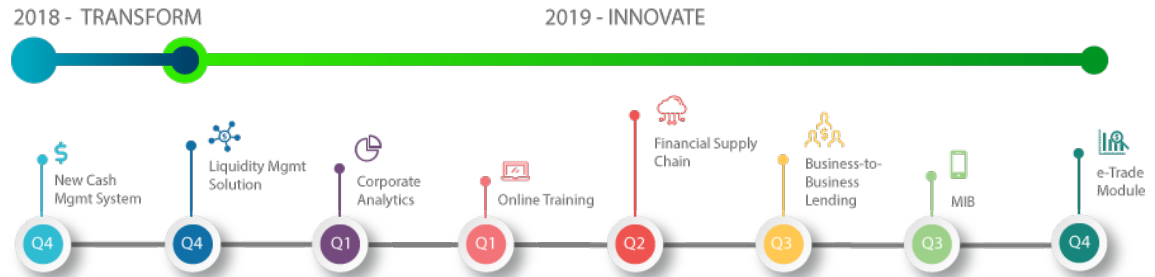 2018 - TRANSFORM
2019 - INNOVATE
$
New Cash
Mgmt System
$
Liquidity Mgmt
Solution
Corporate
Analytics
Online Training
Financial Supply
Chain
$
Business-to-
Business
Lending
MIB
e-Trade
Module
Q4
Q4
Q1
Q1
Q2
Q3
Q3
Q4